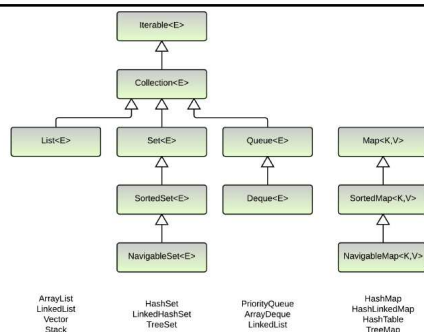 Iterable<E>
Collection<E>
List<E>
Set<E>
Queue<E>
Map<K,V>
SortedSet<E>
Deque<E>
SortedMap<K,V>
NavigableSet<E>
NavigableMap<K,V>
ArrayList
LinkedList
Vector
Stack
HashSet
LinkedHashSet
TreeSet
PriorityQueue
ArrayDeque
LinkedList
HashMap
HashLinkedMap
HashTable
TreeMap